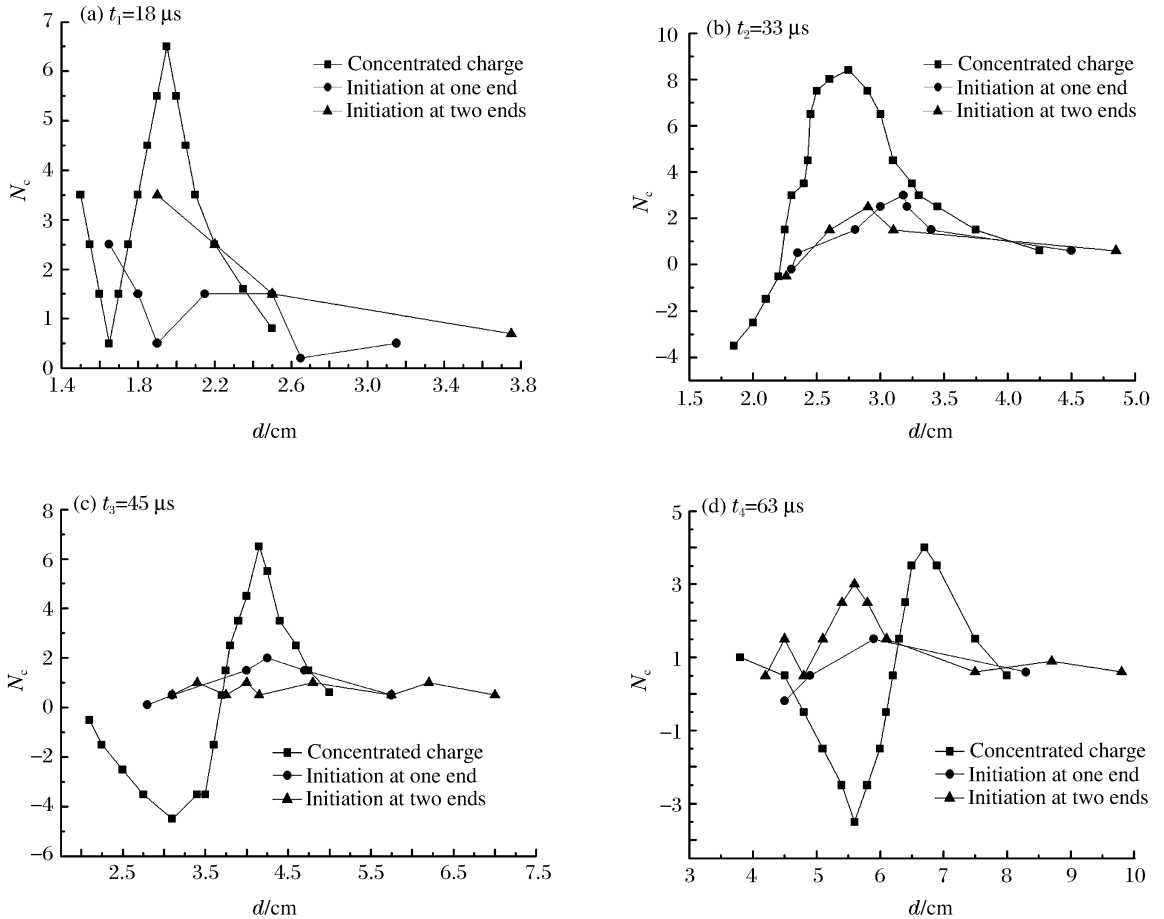 (a) t₁=18 μs
7
6
5
4
3
2
1
0
Nc
Concentrated charge
Initiation at one end
Initiation at two ends
1.4 1.8 2.2 2.6 3.0 3.4 3.8
d/cm
(b) t₂=33 μs
10
8
6
4
2
0
−2
−4
Nc
Concentrated charge
Initiation at one end
Initiation at two ends
1.5 2.0 2.5 3.0 3.5 4.0 4.5 5.0
d/cm
(c) t₃=45 μs
8
6
4
2
0
−2
−4
−6
Nc
Concentrated charge
Initiation at one end
Initiation at two ends
2.5 3.5 4.5 5.5 6.5 7.5
d/cm
(d) t₄=63 μs
5
3
1
−1
−3
Nc
Concentrated charge
Initiation at one end
Initiation at two ends
3 4 5 6 7 8 9 10
d/cm